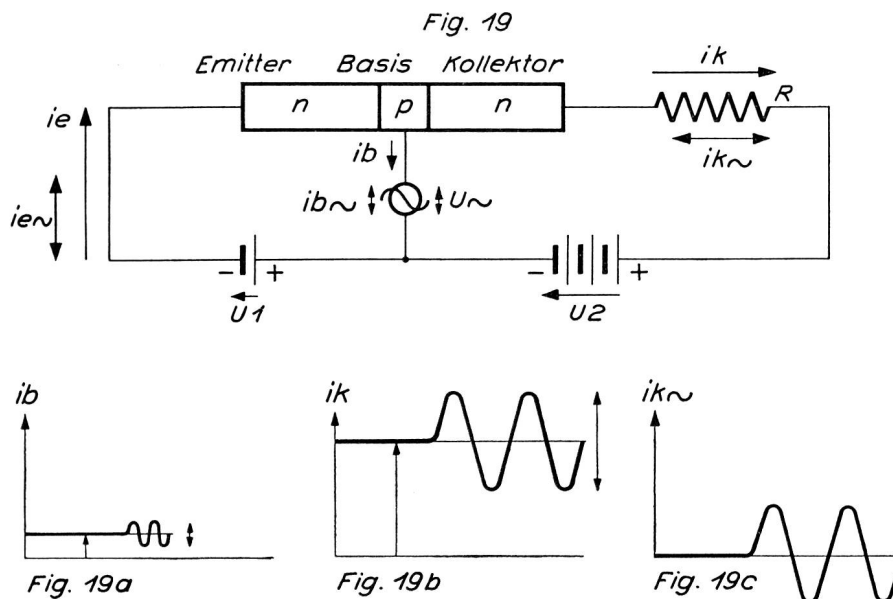 Fig. 19
Emitter Basis Kollektor
n p n
ik
R
ik~
ie
ie~
ib
ib~ U~
- +
U1
- +
U2
ib
Fig. 19a
ik
Fig. 19b
ik~
Fig. 19c